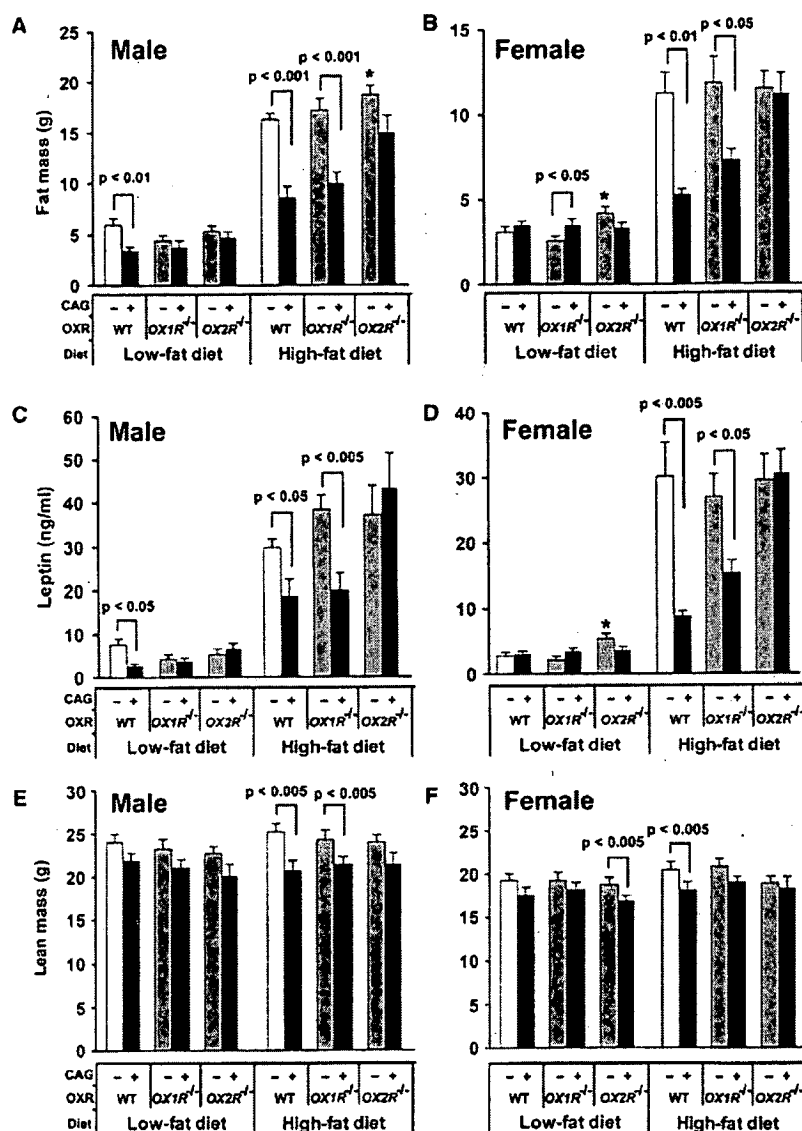 A
Male
Fat mass (g)
25
20
15
10
5
0
p < 0.01
p < 0.001
p < 0.001
*
CAG - + - + - + - + - + - +
OXR WT OX1R-/- OX2R-/- WT OX1R-/- OX2R-/-
Diet Low-fat diet High-fat diet
B
Female
15
10
5
0
p < 0.05
*
p < 0.01
p < 0.05
- + - + - + - + - + - +
WT OX1R-/- OX2R-/- WT OX1R-/- OX2R-/-
Low-fat diet High-fat diet
C
Male
Leptin (ng/ml)
60
50
40
30
20
10
0
p < 0.05
p < 0.05
p < 0.005
CAG - + - + - + - + - + - +
OXR WT OX1R-/- OX2R-/- WT OX1R-/- OX2R-/-
Diet Low-fat diet High-fat diet
D
Female
40
30
20
10
0
*
p < 0.005
p < 0.05
- + - + - + - + - + - +
WT OX1R-/- OX2R-/- WT OX1R-/- OX2R-/-
Low-fat diet High-fat diet
E
Male
Lean mass (g)
30
25
20
15
10
5
0
p < 0.005
p < 0.005
CAG - + - + - + - + - + - +
OXR WT OX1R-/- OX2R-/- WT OX1R-/- OX2R-/-
Diet Low-fat diet High-fat diet
F
Female
30
25
20
15
10
5
0
p < 0.005
p < 0.005
- + - + - + - + - + - +
WT OX1R-/- OX2R-/- WT OX1R-/- OX2R-/-
Low-fat diet High-fat diet